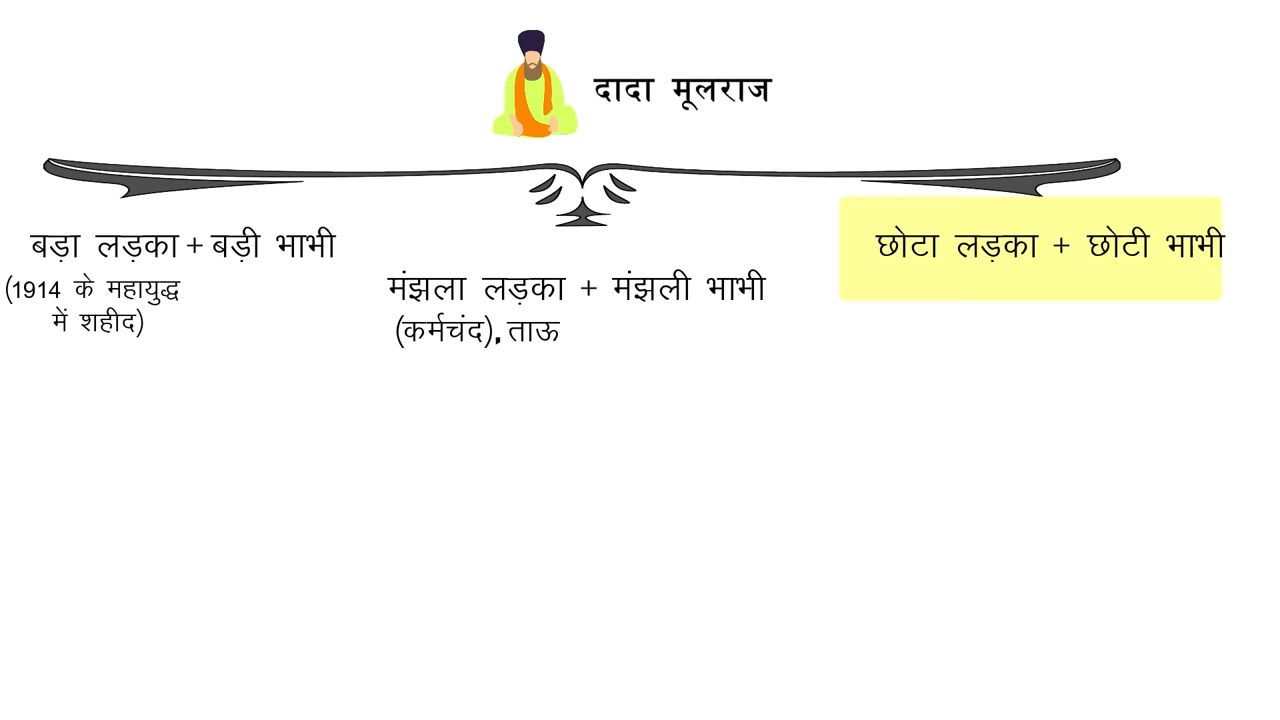 दादा मूलराज
बड़ा लड़का + बड़ी भाभी
(1914 के महायुद्ध
में शहीद)
मंझला लड़का + मंझली भाभी
(कर्मचंद), ताऊ
छोटा लड़का + छोटी भाभी